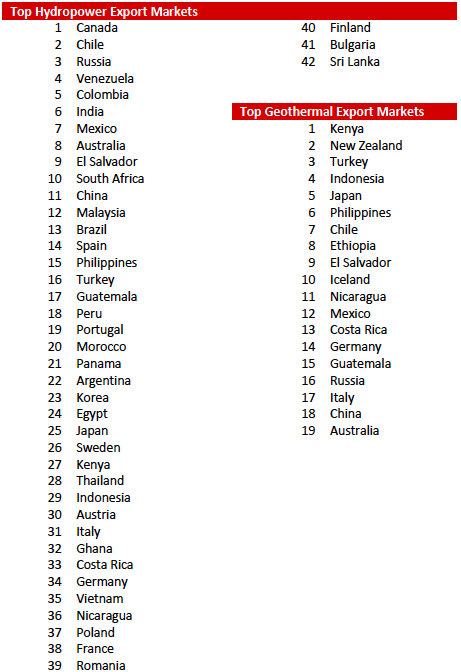 Top Hydropower Export Markets
1 Canada
2 Chile
3 Russia
4 Venezuela
5 Colombia
6 India
7 Mexico
8 Australia
9 El Salvador
10 South Africa
11 China
12 Malaysia
13 Brazil
14 Spain
15 Philippines
16 Turkey
17 Guatemala
18 Peru
19 Portugal
20 Morocco
21 Panama
22 Argentina
23 Korea
24 Egypt
25 Japan
26 Sweden
27 Kenya
28 Thailand
29 Indonesia
30 Austria
31 Italy
32 Ghana
33 Costa Rica
34 Germany
35 Vietnam
36 Nicaragua
37 Poland
38 France
39 Romania
40 Finland
41 Bulgaria
42 Sri Lanka
Top Geothermal Export Markets
1 Kenya
2 New Zealand
3 Turkey
4 Indonesia
5 Japan
6 Philippines
7 Chile
8 Ethiopia
9 El Salvador
10 Iceland
11 Nicaragua
12 Mexico
13 Costa Rica
14 Germany
15 Guatemala
16 Russia
17 Italy
18 China
19 Australia